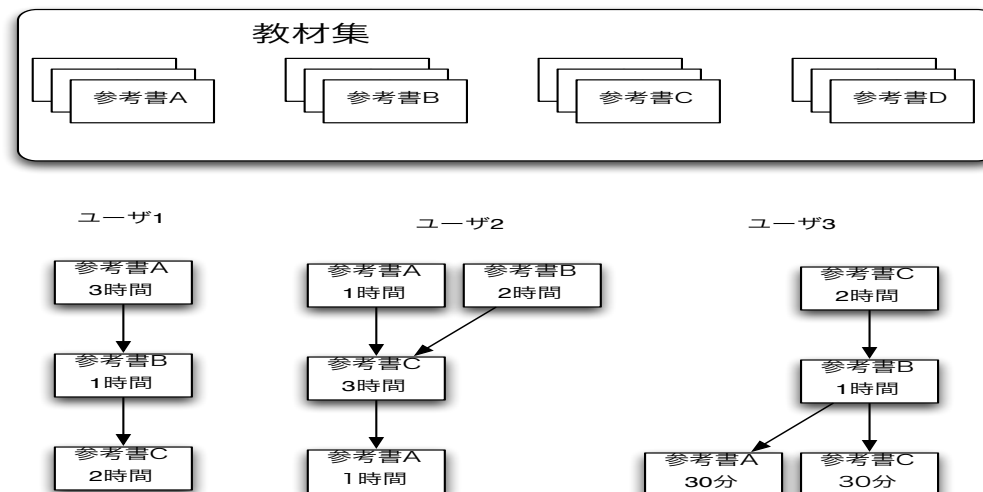 教材集
参考書A
参考書B
参考書C
参考書D
ユーザ1
参考書A
3時間
参考書B
1時間
参考書C
2時間
ユーザ2
参考書A
1時間
参考書B
2時間
参考書C
3時間
参考書A
1時間
ユーザ3
参考書C
2時間
参考書B
1時間
参考書A
30分
参考書C
30分